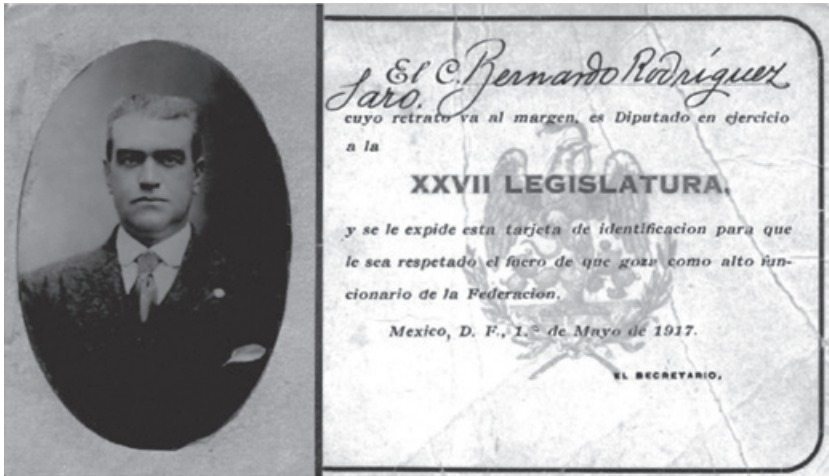 El C. Bernardo Rodríguez
Saro.
cuyo retrato va al margen, es Diputado en ejercicio
a la
XXVII LEGISLATURA,
y se le expide esta tarjeta de identificacion para que
le sea respetado el fuero de que goza como alto fun-
cionario de la Federacion.
Mexico, D. F., 1.° de Mayo de 1917.
EL SECRETARIO,